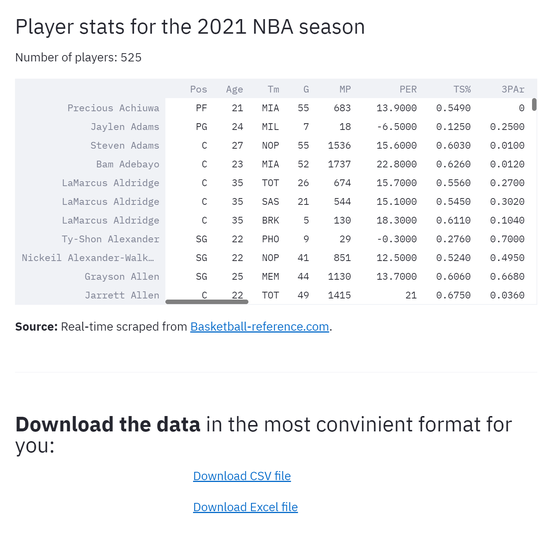 Player stats for the 2021 NBA season
Number of players: 525
Pos Age Tm G MP PER TS% 3PAr
Precious Achiuwa PF 21 MIA 55 683 13.9000 0.5490 0
Jaylen Adams PG 24 MIL 7 18 -6.5000 0.1250 0.2500
Steven Adams C 27 NOP 55 1536 15.6000 0.6030 0.0100
Bam Adebayo C 23 MIA 52 1737 22.8000 0.6260 0.0120
LaMarcus Aldridge C 35 TOT 26 674 15.7000 0.5560 0.2700
LaMarcus Aldridge C 35 SAS 21 544 15.1000 0.5450 0.3020
LaMarcus Aldridge C 35 BRK 5 130 18.3000 0.6110 0.1040
Ty-Shon Alexander SG 22 PHO 9 29 -0.3000 0.2760 0.7000
Nickeil Alexander-Walk… SG 22 NOP 41 851 12.5000 0.5240 0.4950
Grayson Allen SG 25 MEM 44 1130 13.7000 0.6060 0.6680
Jarrett Allen C 22 TOT 49 1415 21 0.6750 0.0360
Source: Real-time scraped from Basketball-reference.com.
Download the data in the most convinient format for
you:
Download CSV file
Download Excel file